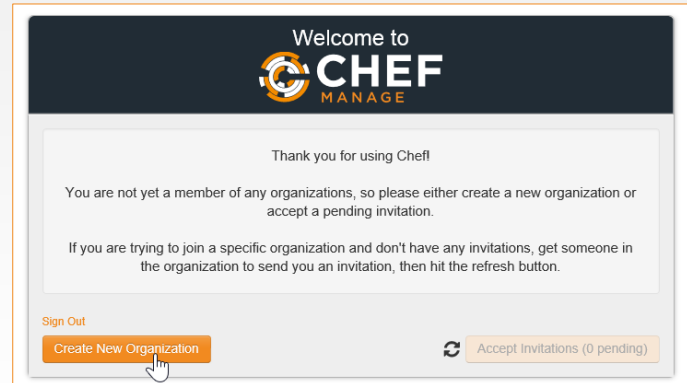 Welcome to
CHEF
MANAGE
Thank you for using Chef!
You are not yet a member of any organizations, so please either create a new organization or
accept a pending invitation.
If you are trying to join a specific organization and don't have any invitations, get someone in
the organization to send you an invitation, then hit the refresh button.
Sign Out
Create New Organization
Accept Invitations (0 pending)